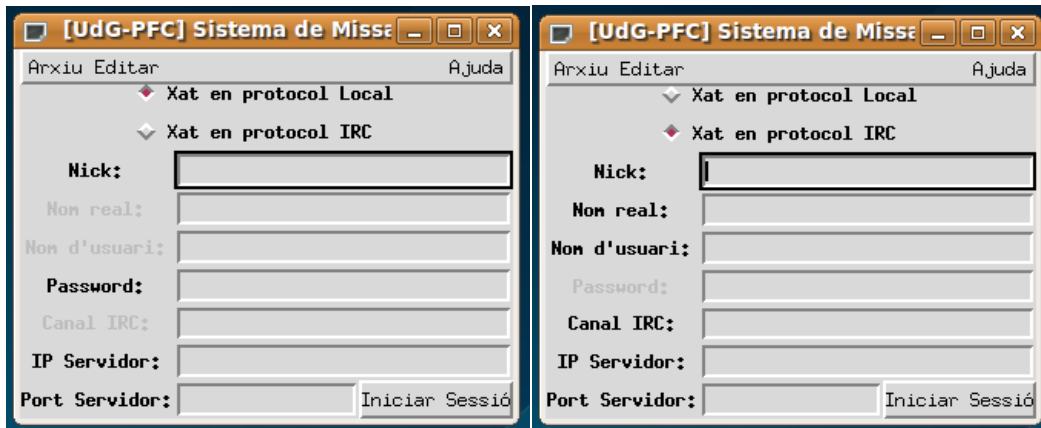 [UdG-PFC] Sistema de Missa
Arxiu Editar Ajuda
Xat en protocol Local
Xat en protocol IRC
Nick:
Nom real:
Nom d'usuari:
Password:
Canal IRC:
IP Servidor:
Port Servidor: Iniciar Sessió
[UdG-PFC] Sistema de Missa
Arxiu Editar Ajuda
Xat en protocol Local
Xat en protocol IRC
Nick:
Nom real:
Nom d'usuari:
Password:
Canal IRC:
IP Servidor:
Port Servidor: Iniciar Sessió